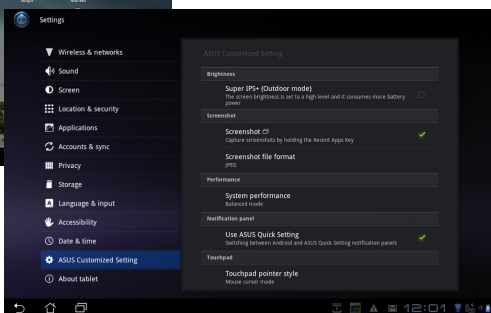 Maps Market
Settings
Wireless & networks
Sound
Screen
Location & security
Applications
Accounts & sync
Privacy
Storage
Language & input
Accessibility
Date & time
ASUS Customized Setting
About tablet
ASUS Customized Setting
Brightness
Super IPS+ (Outdoor mode)
The screen brightness is set to a high level and it consumes more battery
power
Screenshot
Screenshot
Capture screenshots by holding the Recent Apps Key
Screenshot file format
JPEG
Performance
System performance
Balanced mode
Notification panel
Use ASUS Quick Setting
Switching between Android and ASUS Quick Setting notification panels
Touchpad
Touchpad pointer style
Mouse cursor mode
12:01